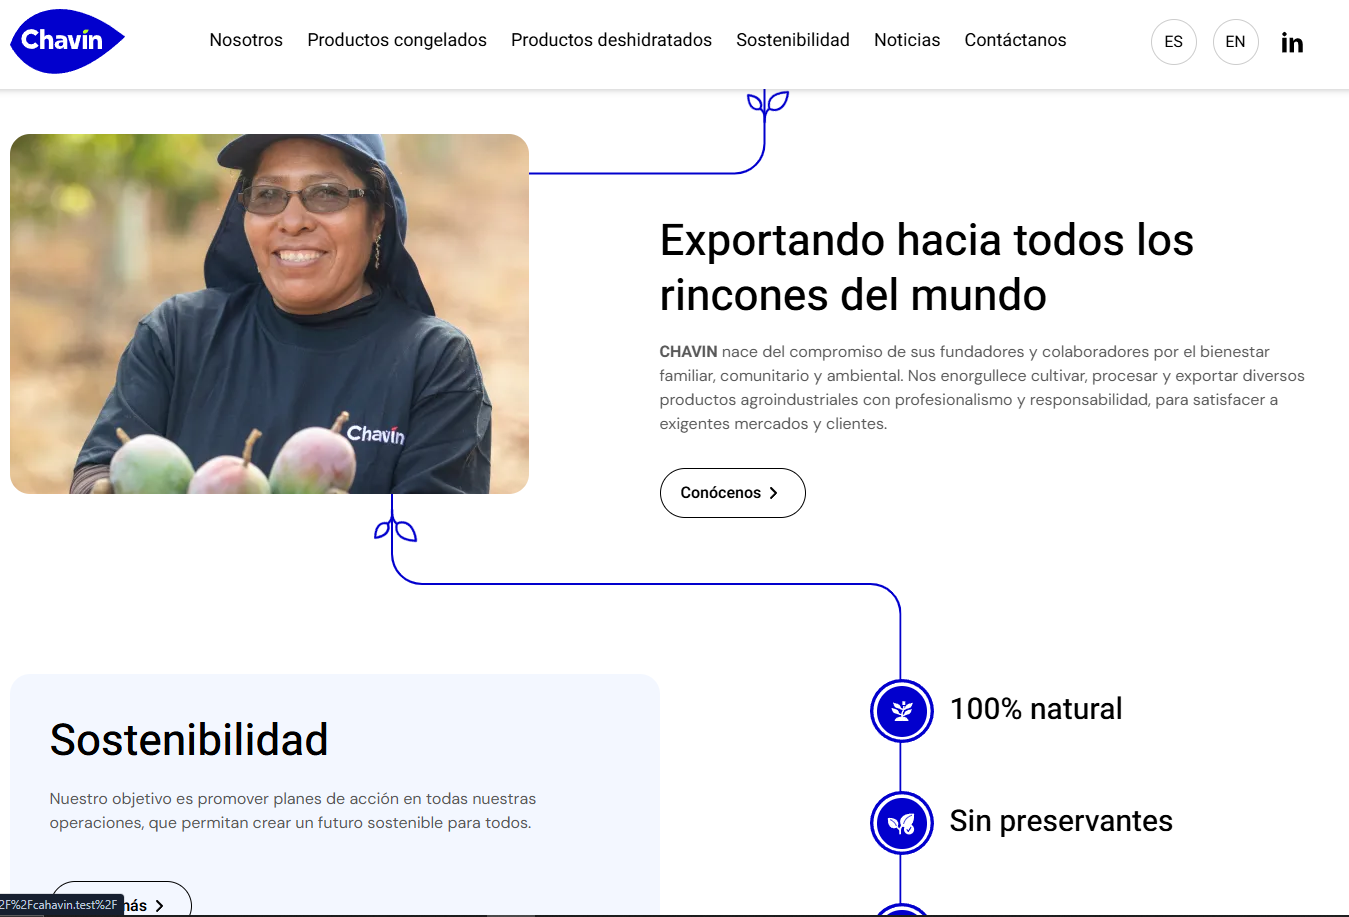 Chavín
Nosotros Productos congelados Productos deshidratados Sostenibilidad Noticias Contáctanos
ES EN in
Chavín
Exportando hacia todos los
rincones del mundo
CHAVIN nace del compromiso de sus fundadores y colaboradores por el bienestar
familiar, comunitario y ambiental. Nos enorgullece cultivar, procesar y exportar diversos
productos agroindustriales con profesionalismo y responsabilidad, para satisfacer a
exigentes mercados y clientes.
Conócenos
100% natural
Sostenibilidad
Nuestro objetivo es promover planes de acción en todas nuestras
operaciones, que permitan crear un futuro sostenible para todos.
Sin preservantes
2F%2Fcahavin.test%2F
más